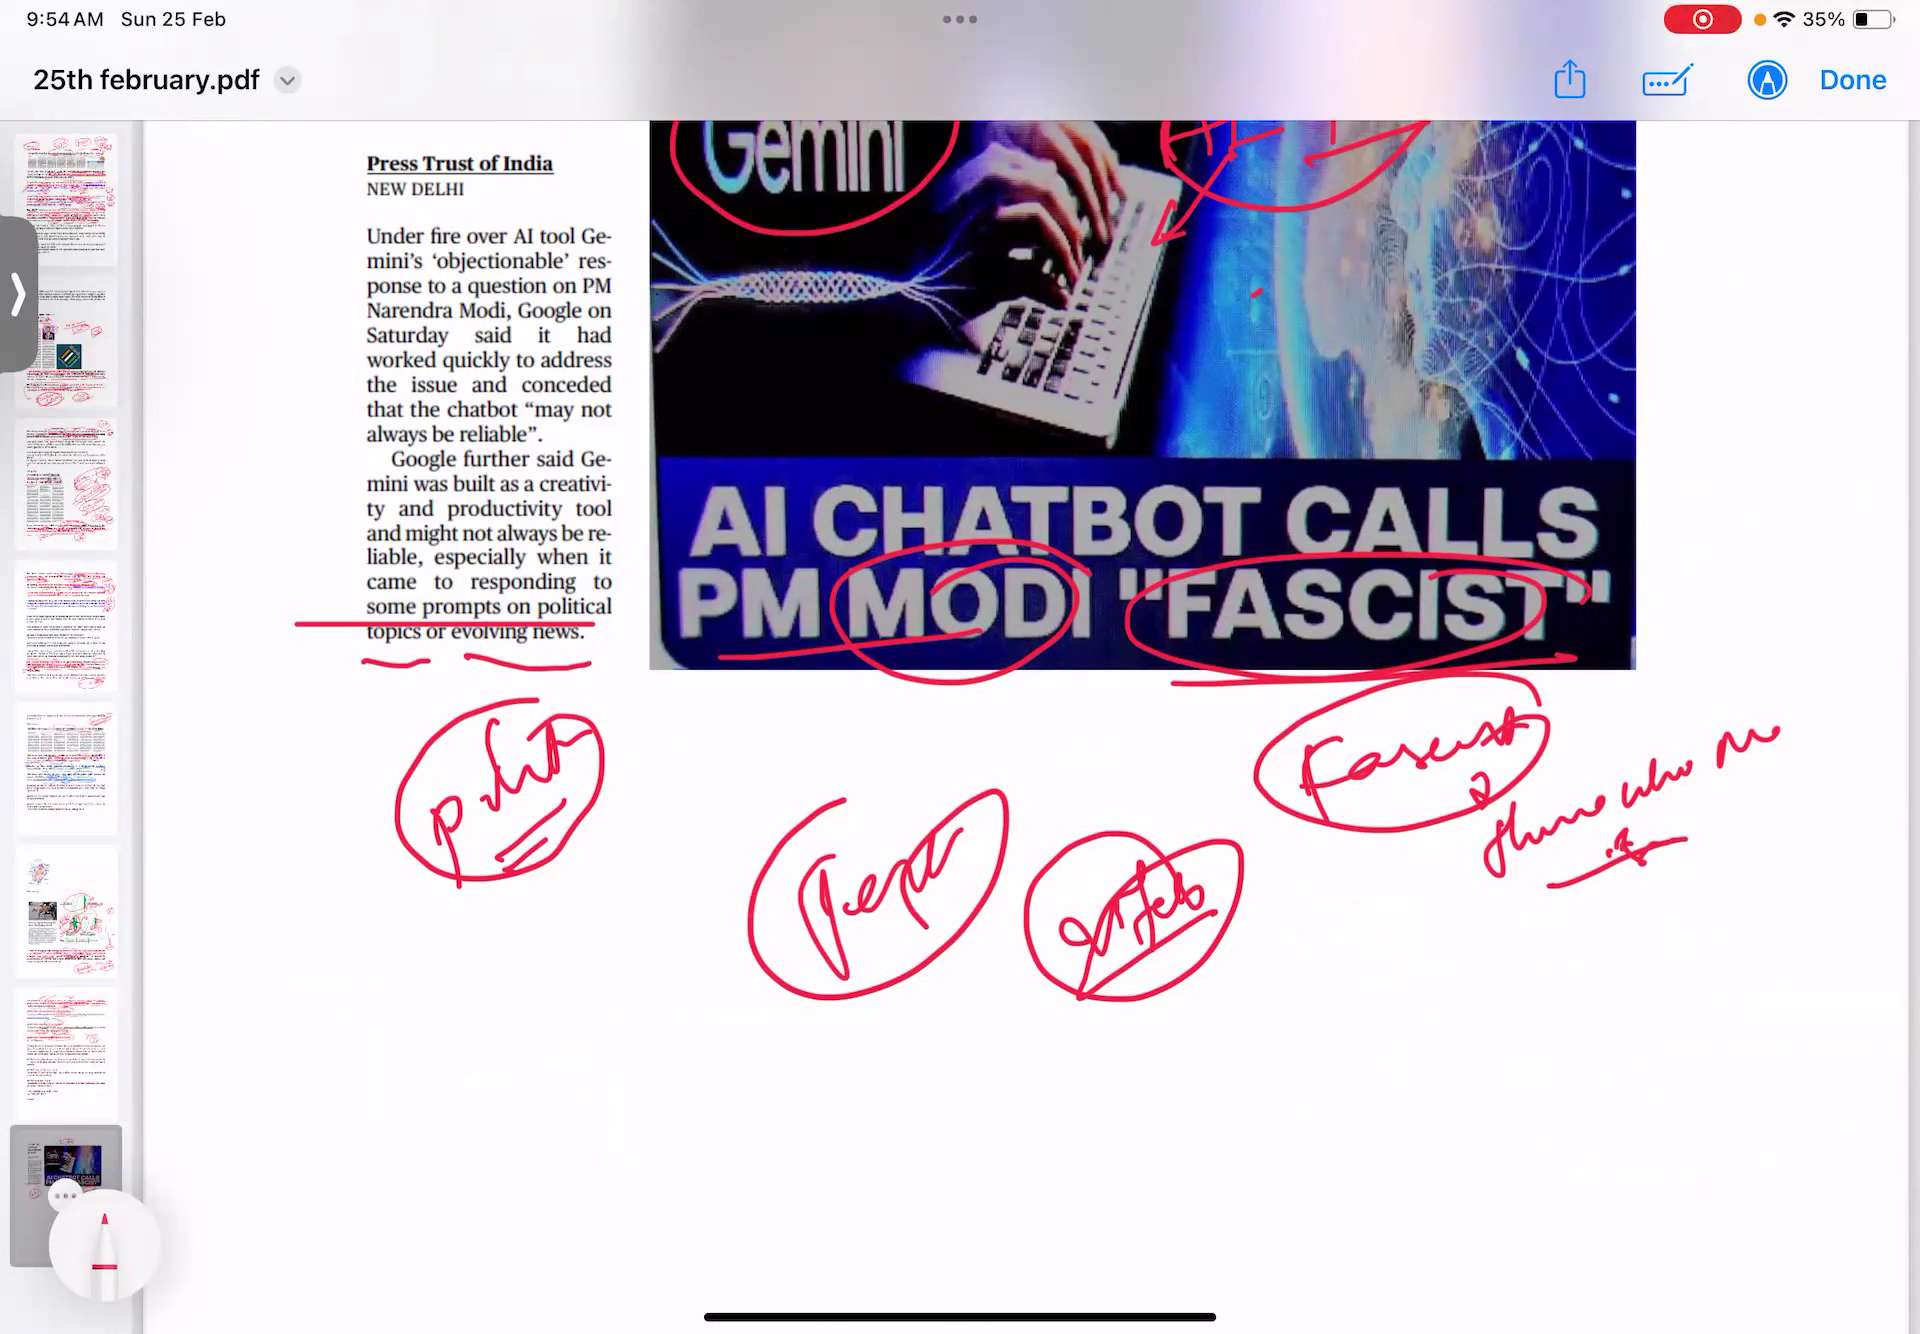 9:54 AM Sun 25 Feb
35%
25th february.pdf
Done
Gemini
Press Trust of India
NEW DELHI
Under fire over AI tool Ge-
mini's ‘objectionable’ res-
ponse to a question on PM
Narendra Modi, Google on
Saturday said it had
worked quickly to address
the issue and conceded
that the chatbot “may not
always be reliable”.
Google further said Ge-
mini was built as a creativi-
ty and productivity tool
and might not always be re-
liable, especially when it
came to responding to
some prompts on political
topics or evolving news.
AI CHATBOT CALLS
PM MODI "FASCIST"
who